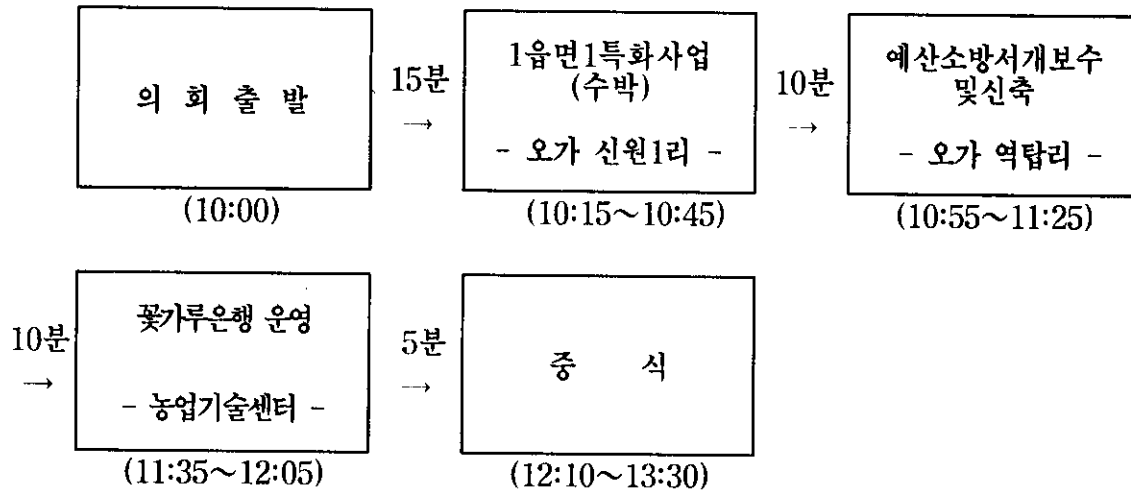 의 회 출 발
(10:00)
15분
→
1읍면1특화사업
(수박)
- 오가 신원1리 -
(10:15~10:45)
10분
→
예산소방서개보수
및신축
- 오가 역탑리 -
(10:55~11:25)
10분
→
꽃가루은행 운영
- 농업기술센터 -
(11:35~12:05)
5분
→
중 식
(12:10~13:30)